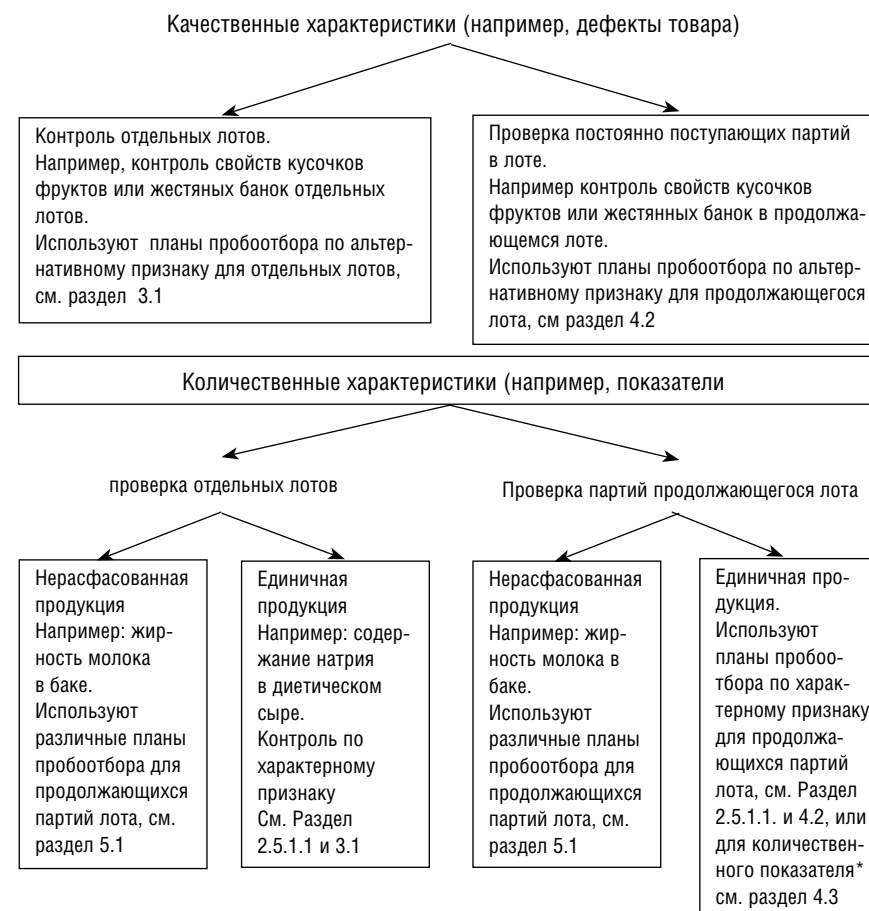 Качественные характеристики (например, дефекты товара)
Контроль отдельных лотов.
Например, контроль свойств кусочков
фруктов или жестяных банок отдельных
лотов.
Используют планы пробоотбора по альтер-
нативному признаку для отдельных лотов,
см. раздел 3.1
Проверка постоянно поступающих партий
в лоте.
Например контроль свойств кусочков
фруктов или жестянных банок в продолжа-
ющемся лоте.
Используют планы пробоотбора по альтер-
нативному признаку для продолжающегося
лота, см раздел 4.2
Количественные характеристики (например, показатели
проверка отдельных лотов
Проверка партий продолжающегося лота
Нерасфасованная
продукция
Например: жир-
ность молока
в баке.
Используют
различные планы
пробоотбора для
продолжающихся
партий лота, см.
раздел 5.1
Единичная
продукция
Например: содер-
жание натрия
в диетическом
сыре.
Контроль по
характерному
признаку
См. Раздел
2.5.1.1 и 3.1
Нерасфасованная
продукция
Например: жир-
ность молока в
баке.
Используют
различные планы
пробоотбора для
продолжающихся
партий лота, см.
раздел 5.1
Единичная про-
дукция.
Используют
планы пробоо-
тбора по харак-
терному признаку
для продолжа-
ющихся партий
лота, см. Раздел
2.5.1.1. и 4.2, или
для количествен-
ного показателя*
см. раздел 4.3